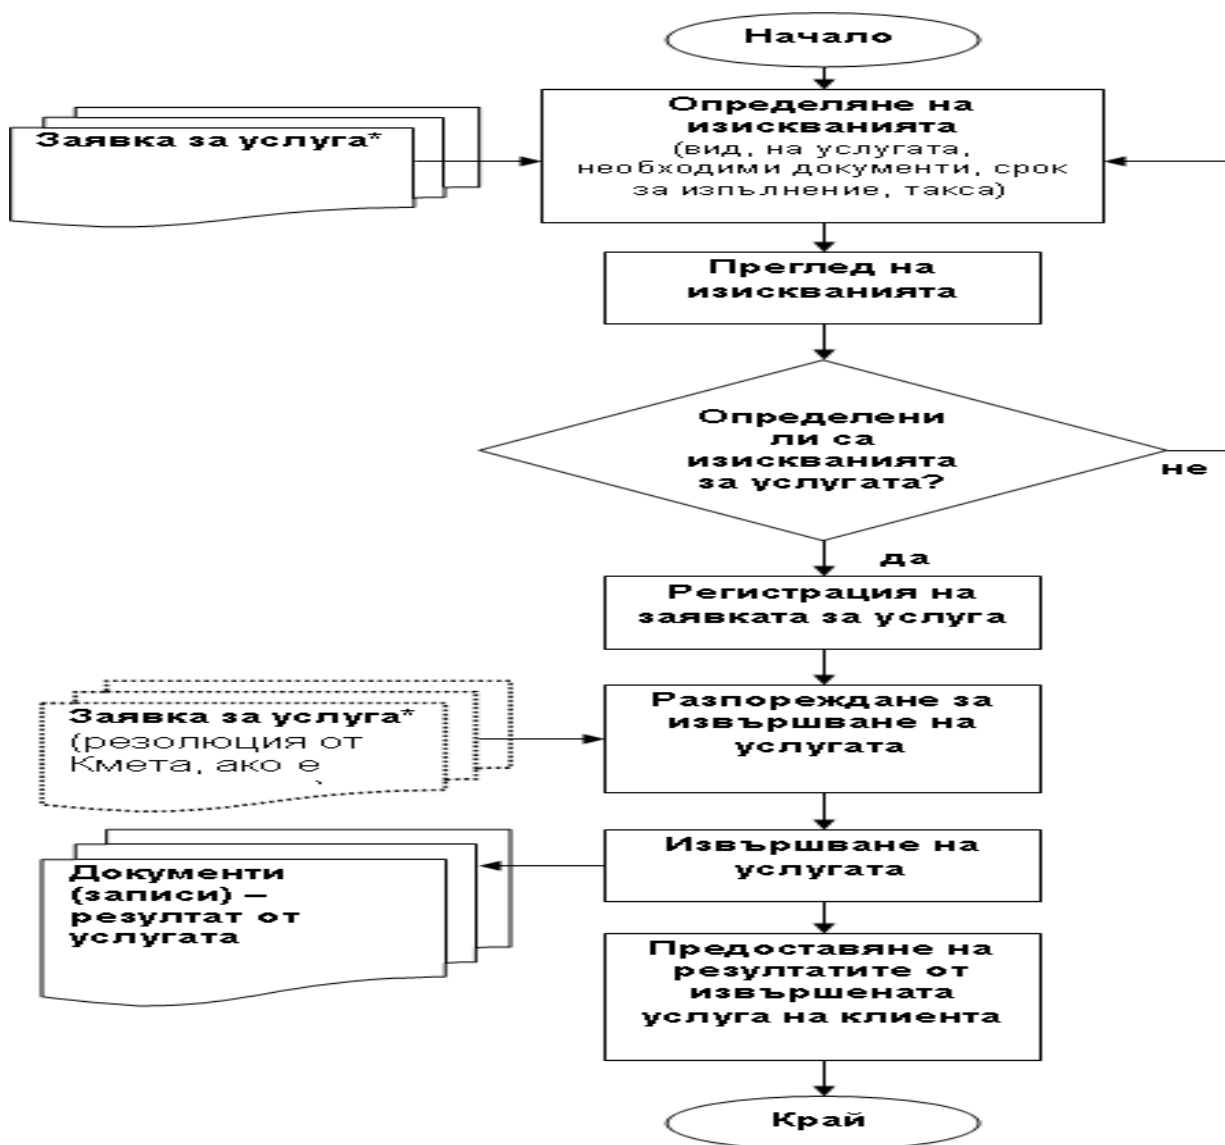 Начало
Определяне на
изискванията
(вид, на услугата,
необходими документи, срок
за изпълнение, такса)
Заявка за услуга*
Преглед на
изискванията
Определени
ли са
изискванията
за услугата?
не
да
Регистрация на
заявката за услуга
Заявка за услуга*
(резолюция от
Кмета, ако е
Разпореждане за
извършване на
услугата
Извършване на
услугата
Документи
(записи) –
резултат от
услугата
Предоставяне на
резултатите от
извършената
услуга на клиента
Край